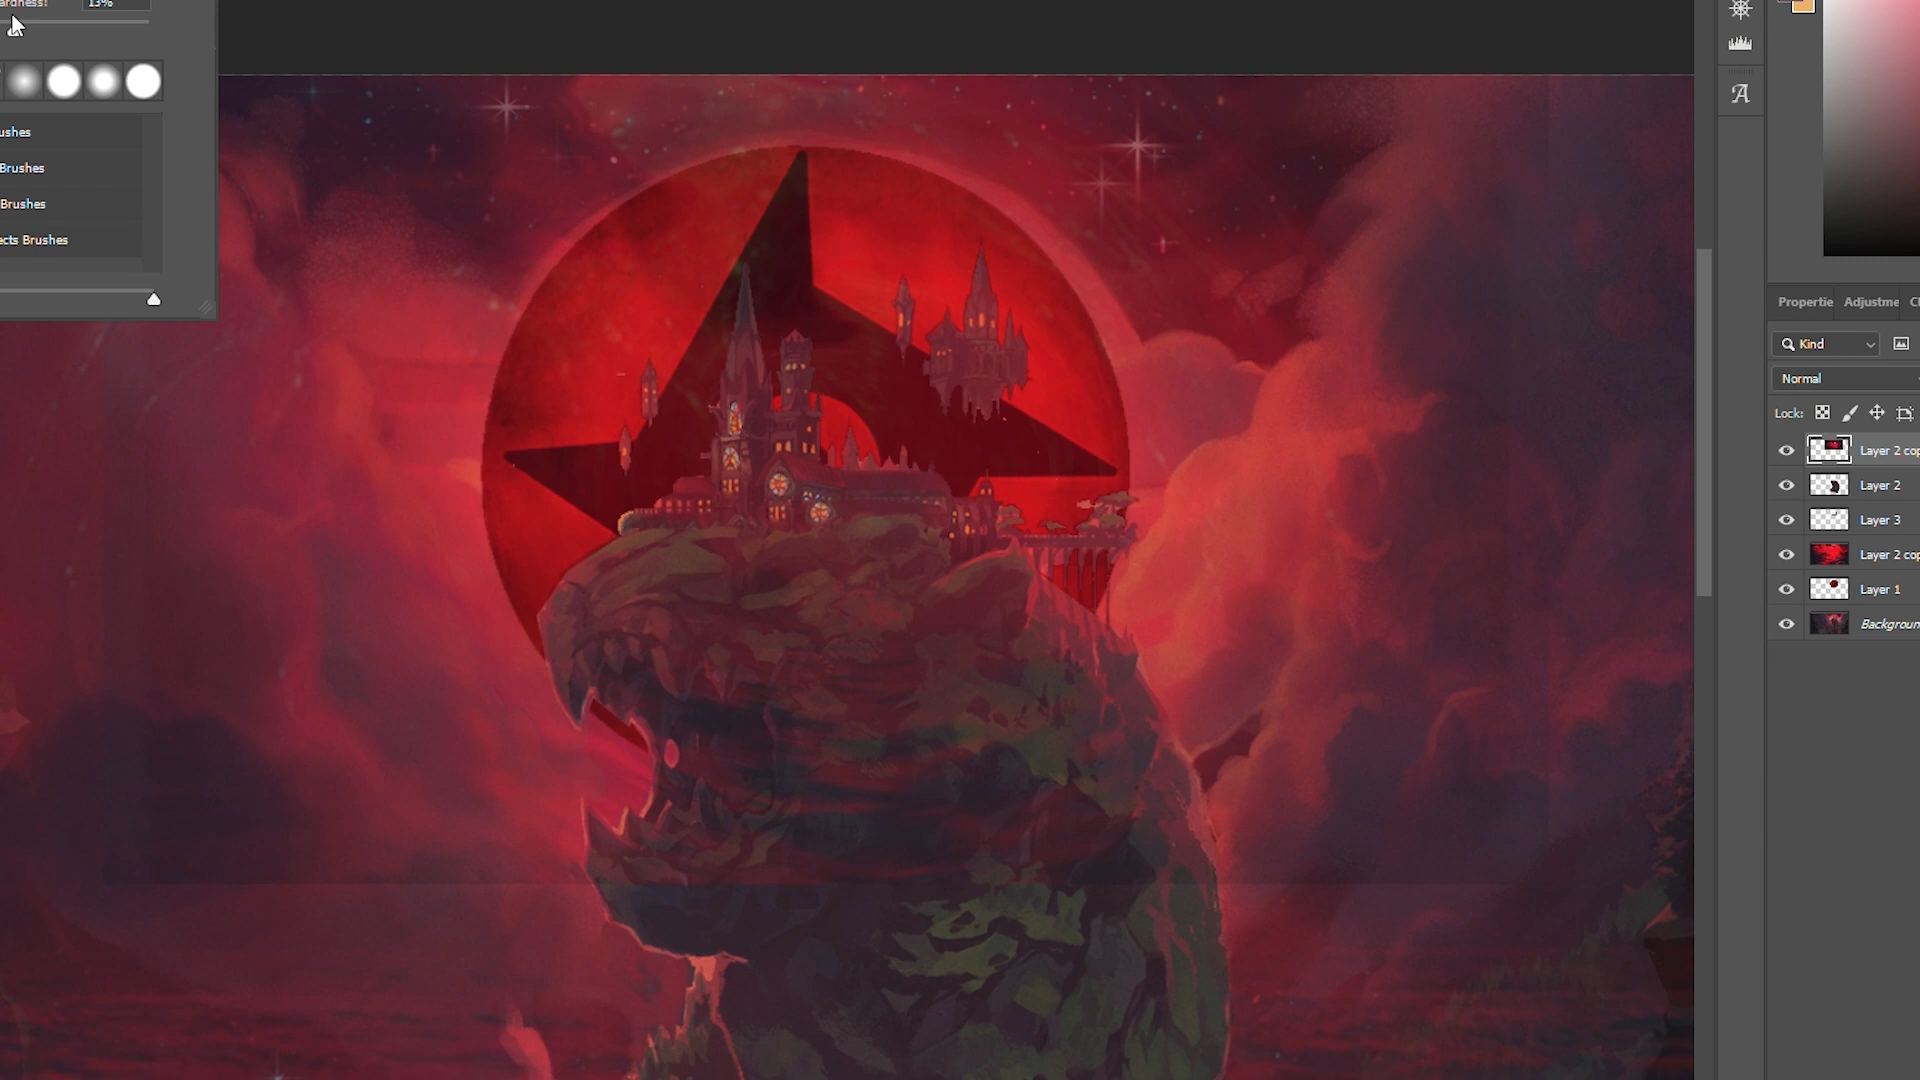 ardness:
13%
ushes
Brushes
Brushes
ects Brushes
A
Propertie
Adjustme
Kind
Normal
Lock:
Layer 2 cop
Layer 2
Layer 3
Layer 2 cop
Layer 1
Backgroun